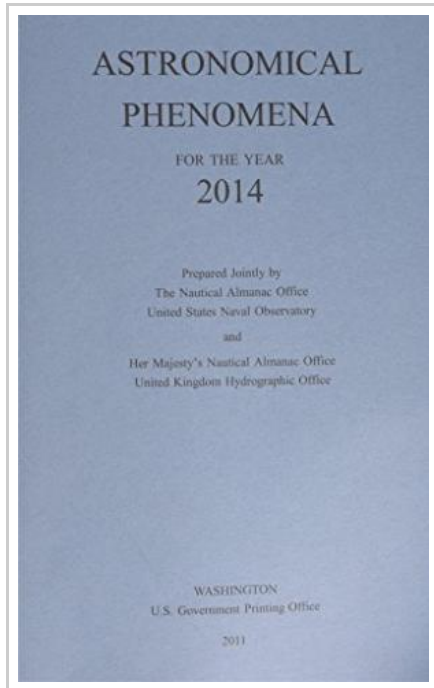 ASTRONOMICAL
PHENOMENA
FOR THE YEAR
2014
Prepared Jointly by
The Nautical Almanac Office
United States Naval Observatory
and
Her Majesty's Nautical Almanac Office
United Kingdom Hydrographic Office
WASHINGTON
U.S. Government Printing Office
2011